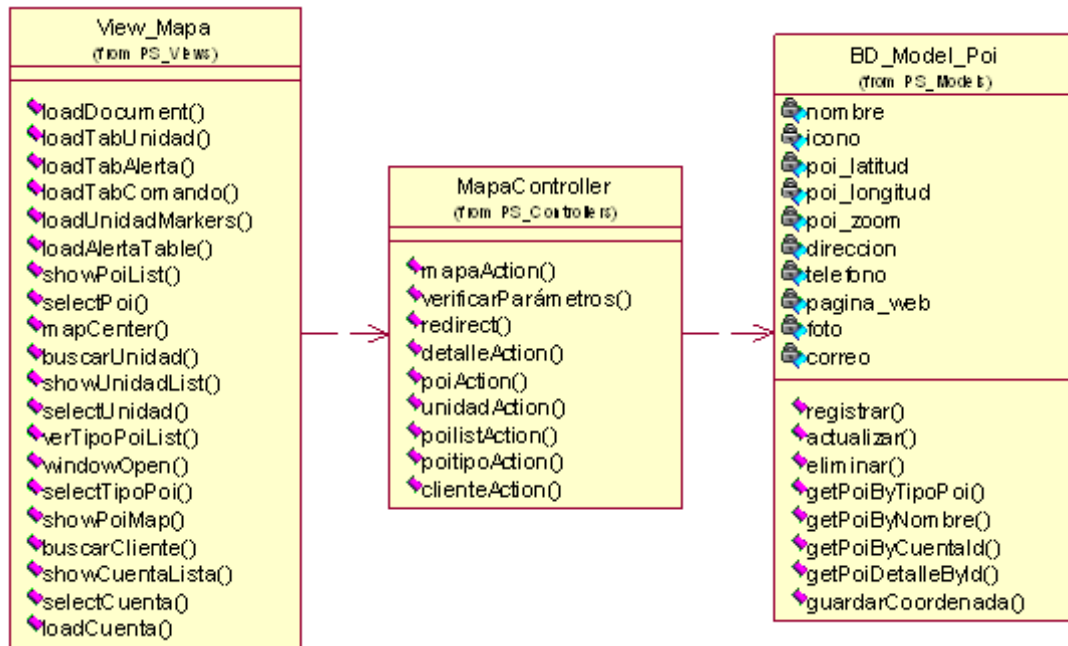 View_Mapa
(from PS_Views)
loadDocument()
loadTabUnidad()
loadTabAlerta()
loadTabComando()
loadUnidadMarkers()
loadAlertaTable()
showPoiList()
selectPoi()
mapCenter()
buscarUnidad()
showUnidadList()
selectUnidad()
verTipoPoiList()
windowOpen()
selectTipoPoi()
showPoiMap()
buscarCliente()
showCuentaLista()
selectCuenta()
loadCuenta()
MapaController
(from PS_Controllers)
mapaAction()
verificarParámetros()
redirect()
detalleAction()
poiAction()
unidadAction()
poilistAction()
poitipoAction()
clienteAction()
BD_Model_Poi
(from PS_Models)
nombre
icono
poi_latitud
poi_longitud
poi_zoom
direccion
telefono
pagina_web
foto
correo
registrar()
actualizar()
eliminar()
getPoiByTipoPoi()
getPoiByNombre()
getPoiByCuentaId()
getPoiDetalleById()
guardarCoordenada()